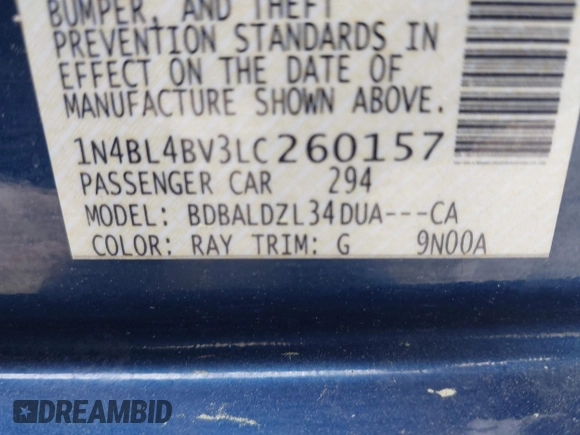 BUMPER, AND THEFT
PREVENTION STANDARDS IN
EFFECT ON THE DATE OF
MANUFACTURE SHOWN ABOVE.
1N4BL4BV3LC260157
PASSENGER CAR 294
MODEL: BDBALDZL34DUA---CA
COLOR: RAY TRIM: G 9N00A
DREAMBID